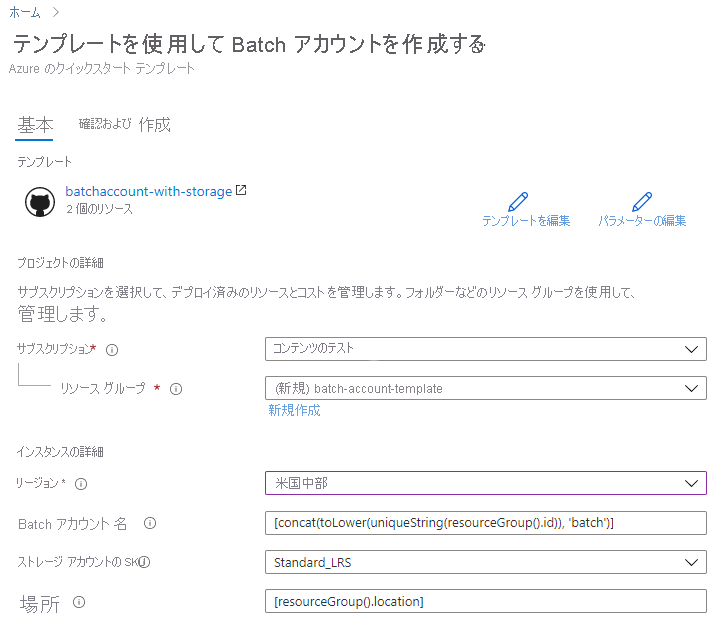 ホーム
テンプレートを使用して Batch アカウントを作成する
Azure のクイックスタート テンプレート
基本 確認および 作成
テンプレート
batchaccount-with-storage
2 個のリソース
テンプレートを編集 パラメーターの編集
プロジェクトの詳細
サブスクリプションを選択して、デプロイ済みのリソースとコストを管理します。フォルダーなどのリソース グループを使用して、
管理します。
サブスクリプション* コンテンツのテスト
リソース グループ * (新規) batch-account-template
新規作成
インスタンスの詳細
リージョン * 米国中部
Batch アカウント 名 [concat(toLower(uniqueString(resourceGroup().id)), 'batch')]
ストレージ アカウントの SKU Standard_LRS
場所 [resourceGroup().location]